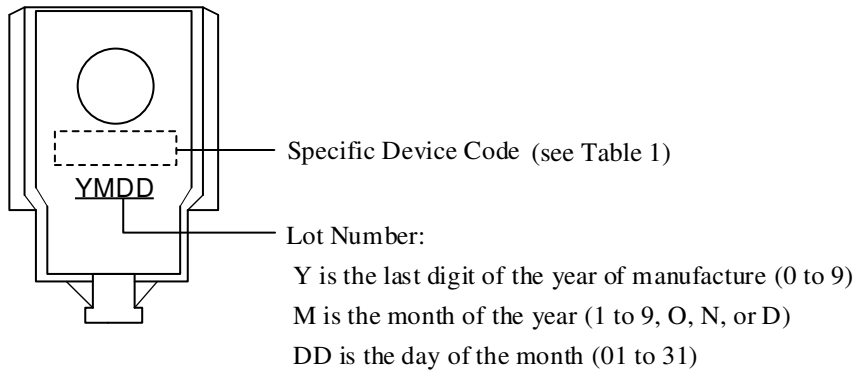 Specific Device Code (see Table 1)
YMDD
Lot Number:
Y is the last digit of the year of manufacture (0 to 9)
M is the month of the year (1 to 9, O, N, or D)
DD is the day of the month (01 to 31)